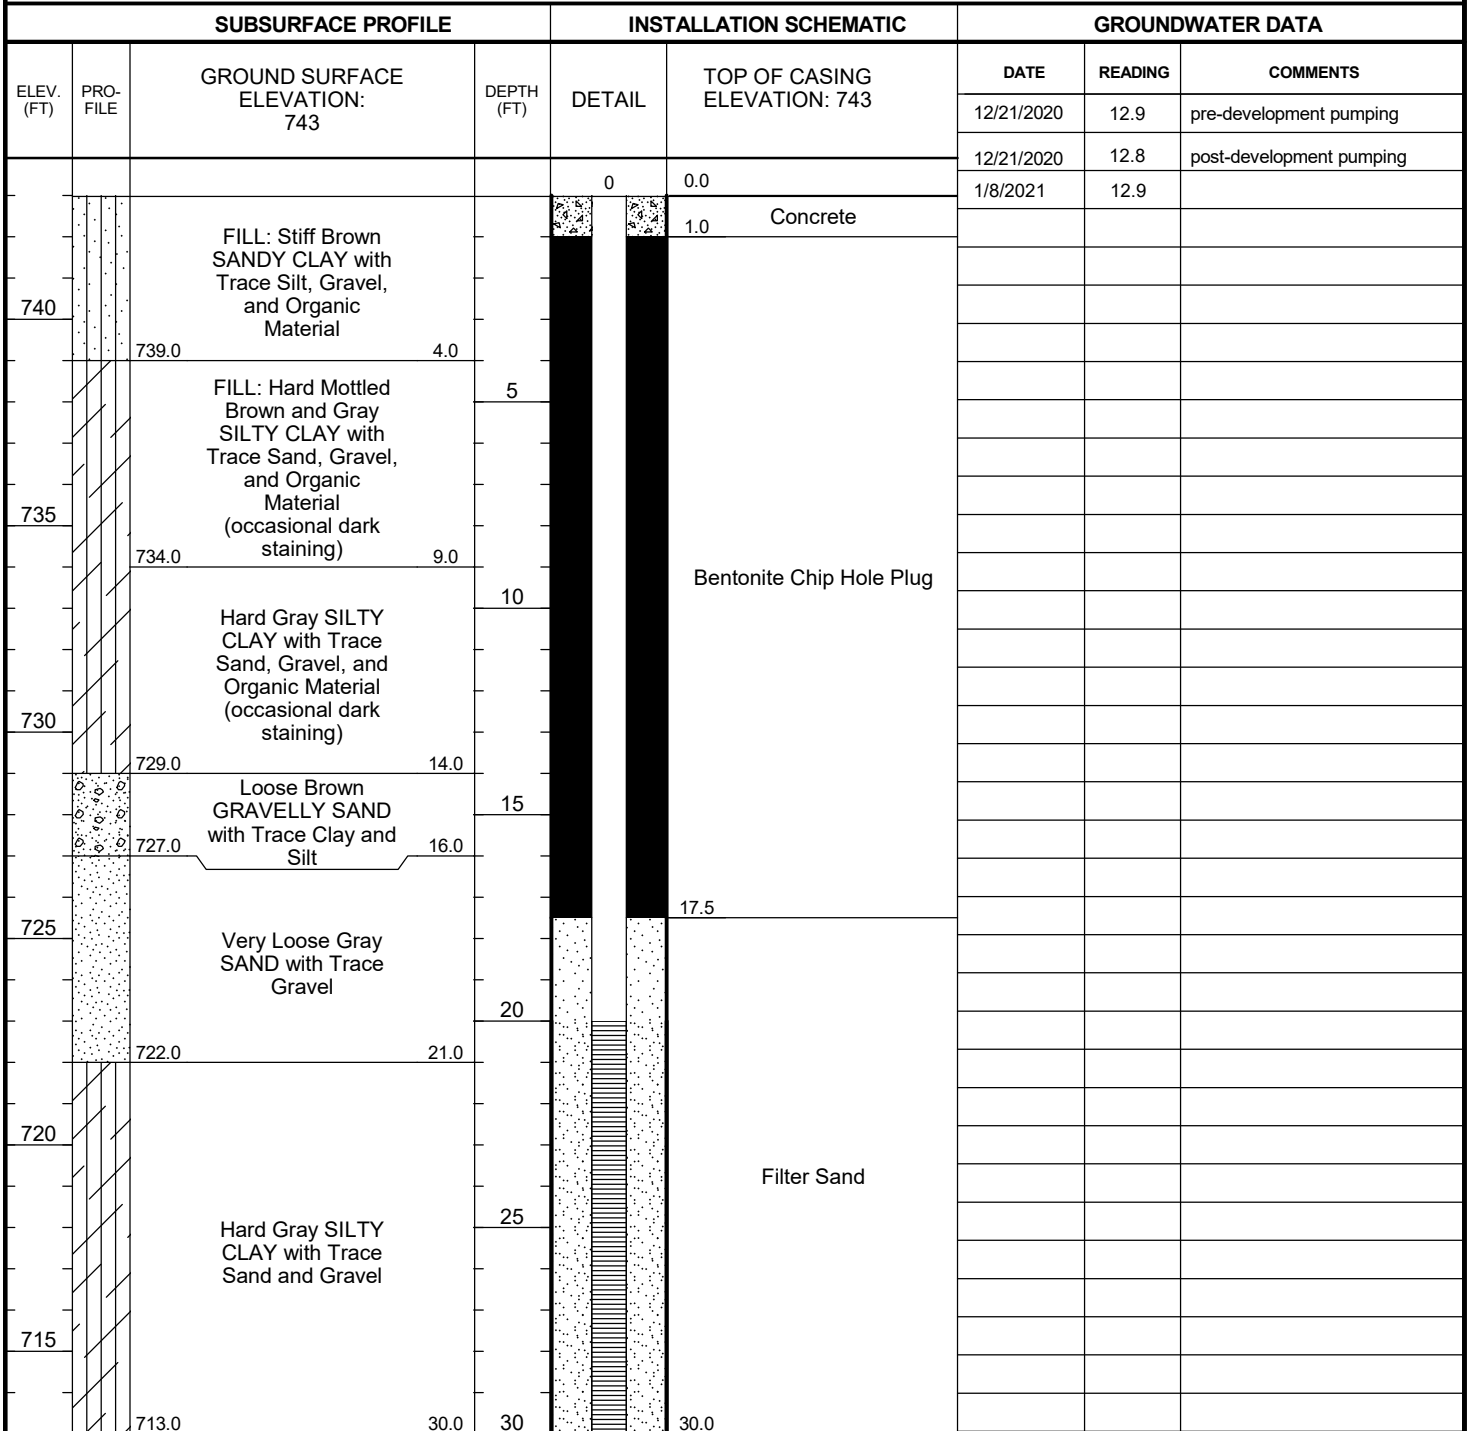 SUBSURFACE PROFILE
INSTALLATION SCHEMATIC
GROUNDWATER DATA
ELEV.
(FT)
PRO-
FILE
GROUND SURFACE
ELEVATION:
743
DEPTH
(FT)
DETAIL
TOP OF CASING
ELEVATION: 743
DATE READING COMMENTS
12/21/2020 12.9 pre-development pumping
12/21/2020 12.8 post-development pumping
1/8/2021 12.9
0 0.0
Concrete
1.0
FILL: Stiff Brown
SANDY CLAY with
Trace Silt, Gravel,
and Organic
Material
740
739.0 4.0
FILL: Hard Mottled
Brown and Gray
SILTY CLAY with
Trace Sand, Gravel,
and Organic
Material
(occasional dark
staining)
5
735
734.0 9.0
Bentonite Chip Hole Plug
10
Hard Gray SILTY
CLAY with Trace
Sand, Gravel, and
Organic Material
(occasional dark
staining)
730
729.0 14.0
Loose Brown
GRAVELLY SAND
with Trace Clay and
Silt
15
727.0 16.0
17.5
725
Very Loose Gray
SAND with Trace
Gravel
20
722.0 21.0
720
Filter Sand
25
Hard Gray SILTY
CLAY with Trace
Sand and Gravel
715
713.0 30.0 30 30.0